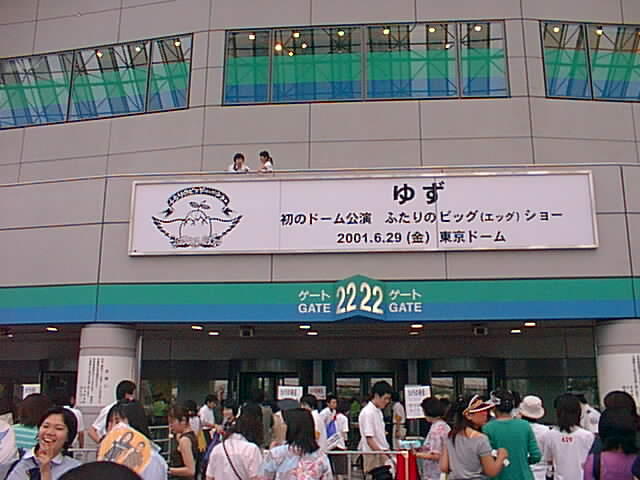 ゆず
初のドーム公演 ふたりのビッグ(エッグ)ショー
2001.6.29 (金) 東京ドーム
ゲート 22 22 ゲート
GATE GATE